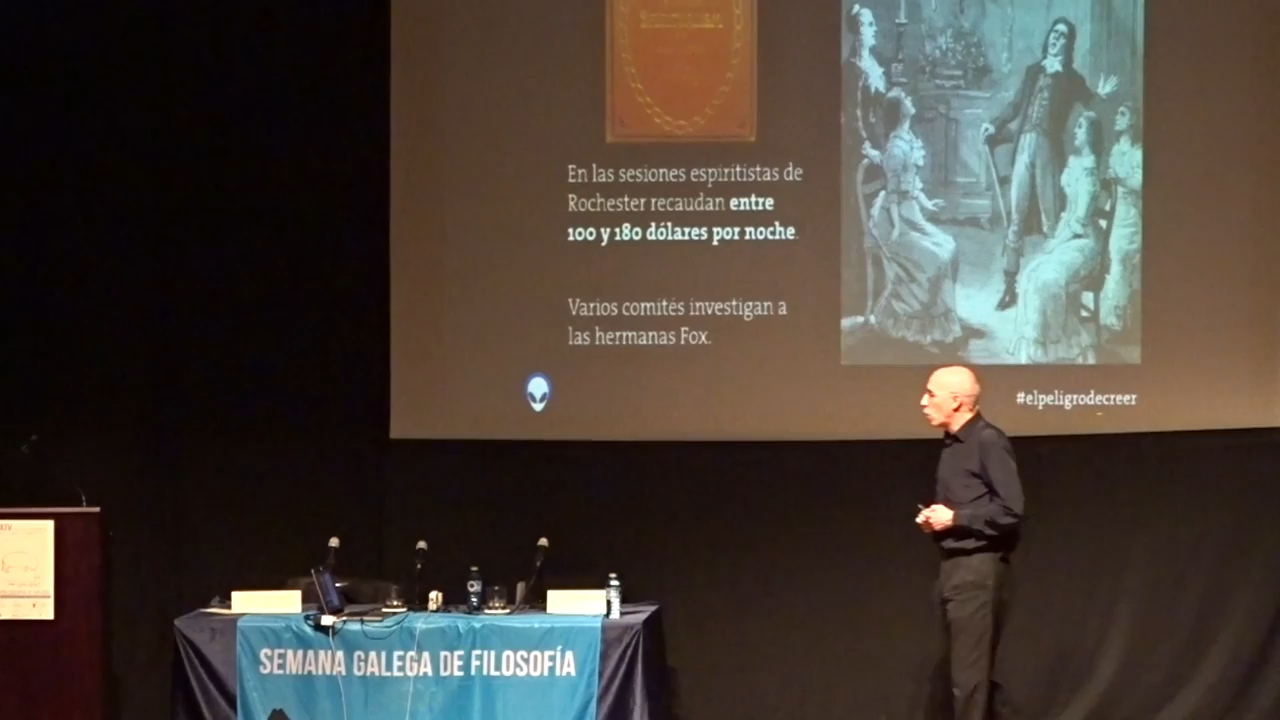 En las sesiones espiritistas de
Rochester recaudan entre
100 y 180 dólares por noche.
Varios comités investigan a
las hermanas Fox.
#elpeligrodecreer
SEMANA GALEGA DE FILOSOFÍA